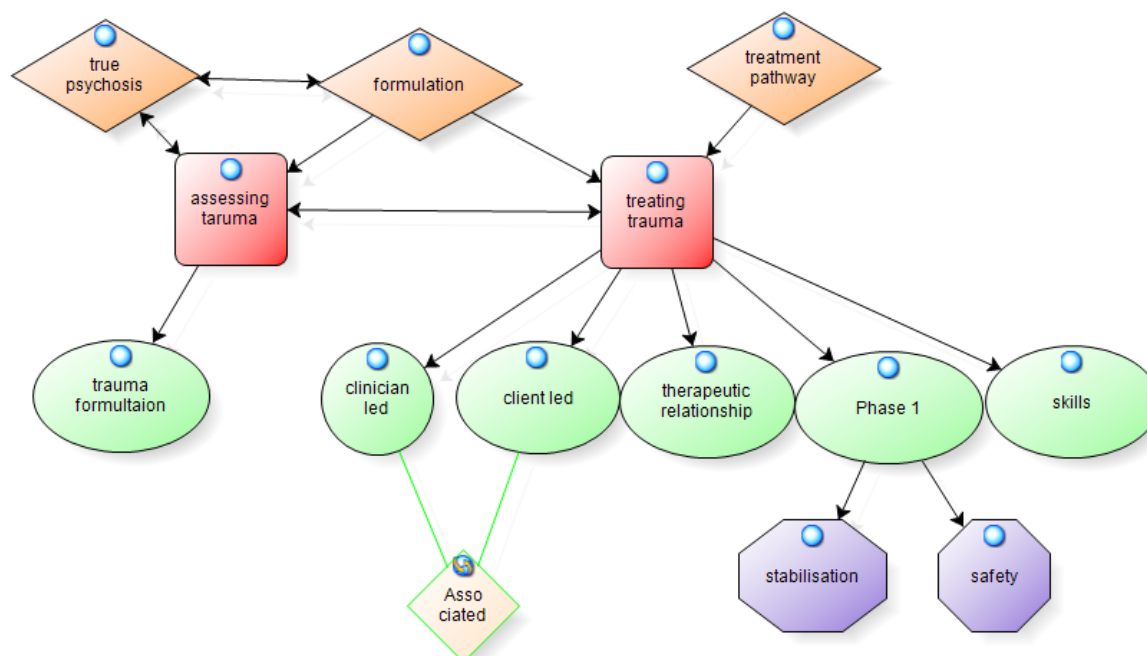 true
psychosis
formulation
treatment
pathway
assessing
taruma
treating
trauma
trauma
formultaion
clinician
led
client led
therapeutic
relationship
Phase 1
skills
stabilisation
safety
Asso
ciated